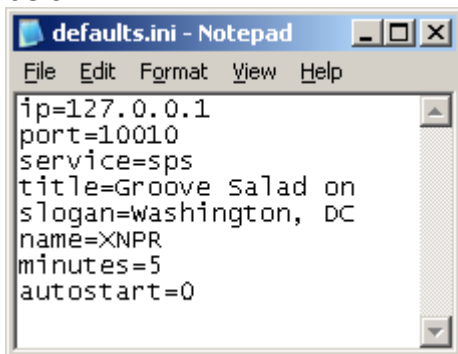 defaults.ini - Notepad
File Edit Format View Help
ip=127.0.0.1
port=10010
service=sps
title=Groove Salad on
slogan=Washington, DC
name=XNPR
minutes=5
autostart=0